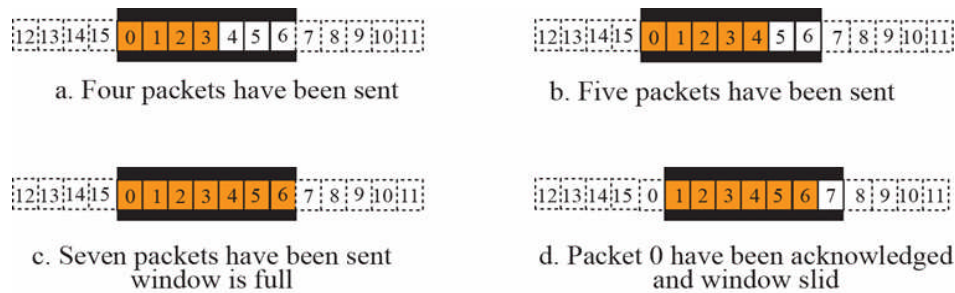 12 13 14 15 0 1 2 3 4 5 6 7 8 9 10 11
a. Four packets have been sent
12 13 14 15 0 1 2 3 4 5 6 7 8 9 10 11
b. Five packets have been sent
12 13 14 15 0 1 2 3 4 5 6 7 8 9 10 11
c. Seven packets have been sent
window is full
12 13 14 15 0 1 2 3 4 5 6 7 8 9 10 11
d. Packet 0 have been acknowledged
and window slid